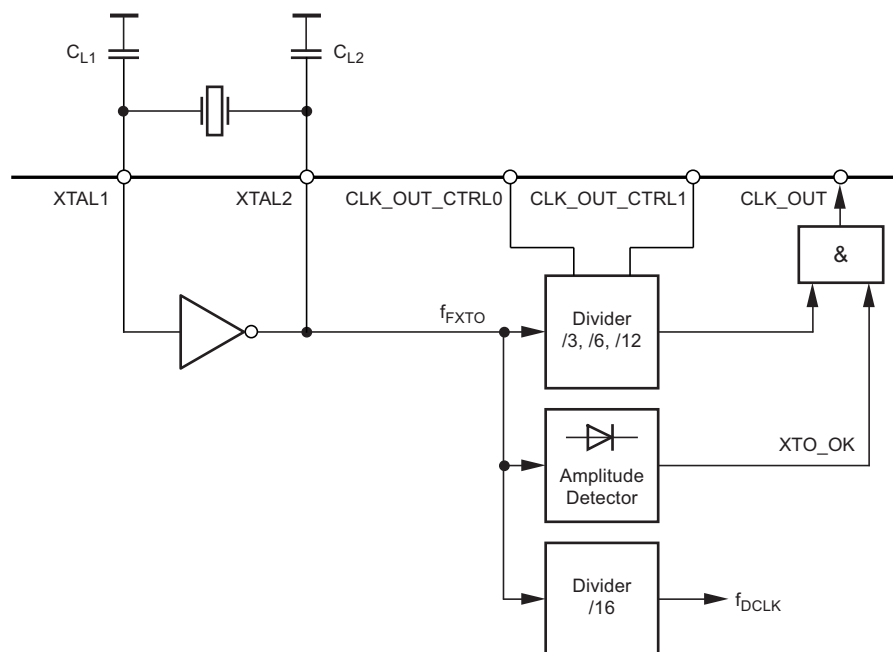 CL1
CL2
XTAL1
XTAL2
CLK_OUT_CTRL0
CLK_OUT_CTRL1
CLK_OUT
&
fFXTO
Divider
/3, /6, /12
XTO_OK
Amplitude
Detector
Divider
/16
fDCLK